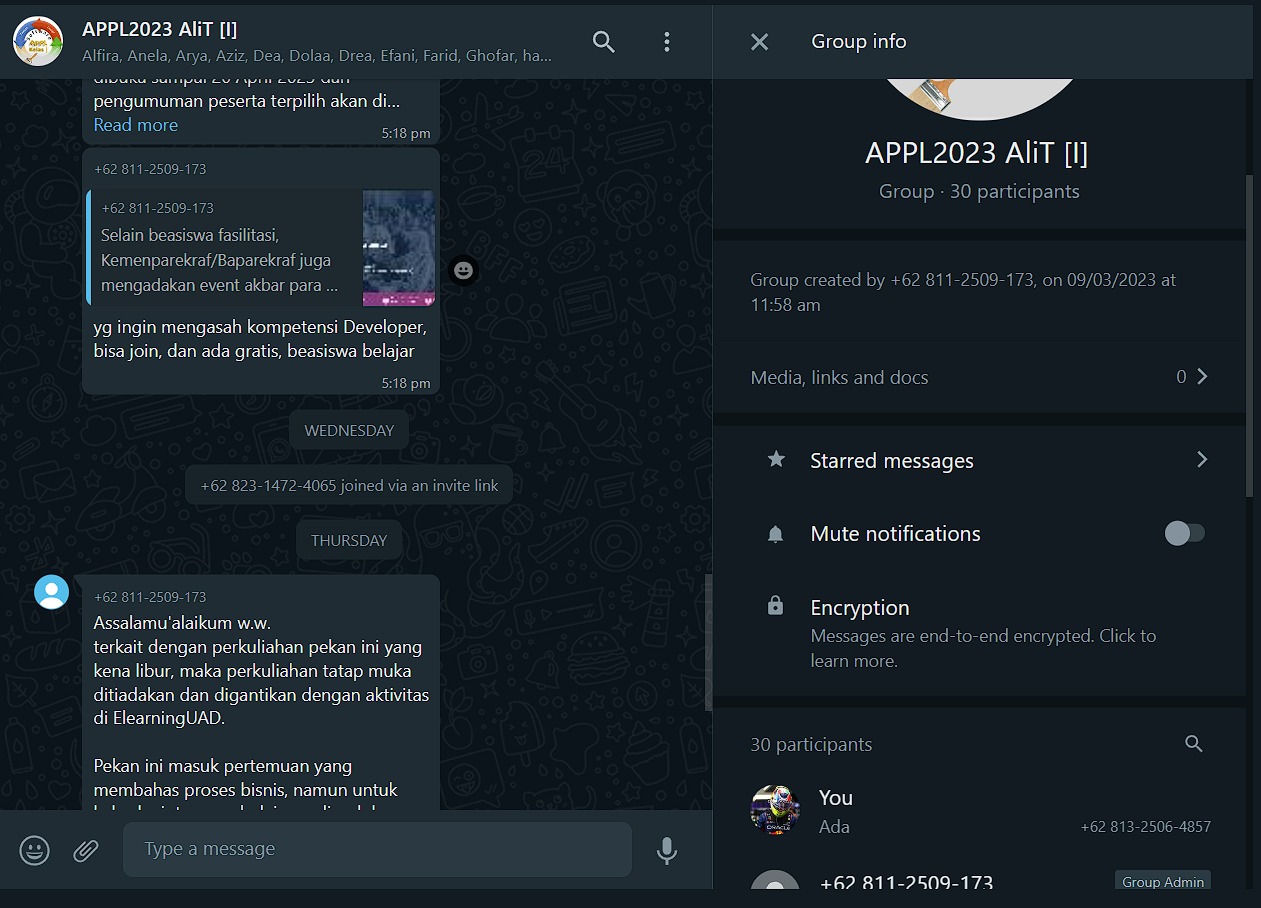 APPL2023 AliT [I]
Alfira, Anela, Arya, Aziz, Dea, Dolaa, Drea, Efani, Farid, Ghofar, ha...
dibuka sampai 20 April 2023 dan
pengumuman peserta terpilih akan di...
Read more
5:18 pm
+62 811-2509-173
+62 811-2509-173
Selain beasiswa fasilitasi,
Kemenparekraf/Baparekraf juga
mengadakan event akbar para ...
yg ingin mengasah kompetensi Developer,
bisa join, dan ada gratis, beasiswa belajar
5:18 pm
WEDNESDAY
+62 823-1472-4065 joined via an invite link
THURSDAY
+62 811-2509-173
Assalamu'alaikum w.w.
terkait dengan perkuliahan pekan ini yang
kena libur, maka perkuliahan tatap muka
ditiadakan dan digantikan dengan aktivitas
di ElearningUAD.
Pekan ini masuk pertemuan yang
membahas proses bisnis, namun untuk
Type a message
Group info
APPL2023 AliT [I]
Group · 30 participants
Group created by +62 811-2509-173, on 09/03/2023 at
11:58 am
Media, links and docs
0
Starred messages
Mute notifications
Encryption
Messages are end-to-end encrypted. Click to
learn more.
30 participants
You
Ada
+62 813-2506-4857
+62 811-2509-173
Group Admin